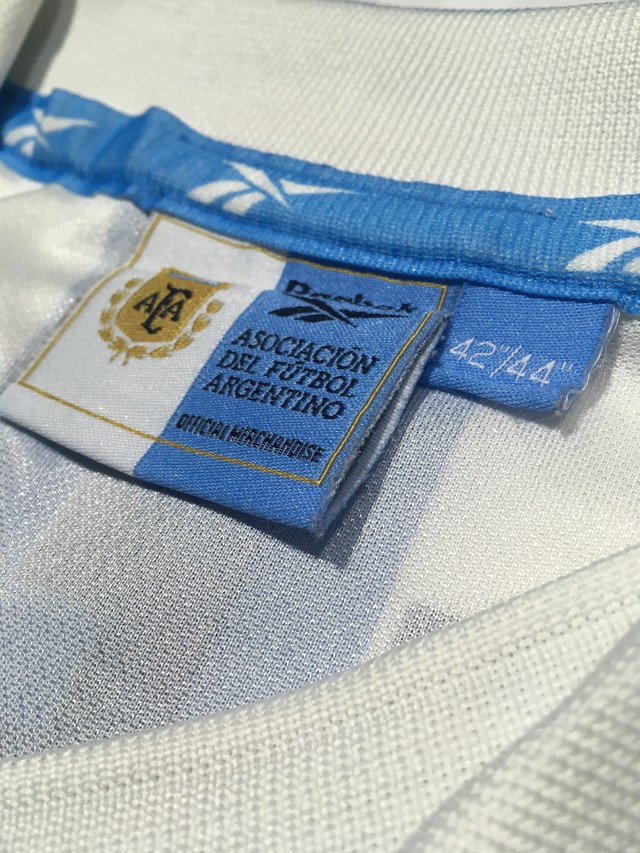 AFA
Reebok
ASOCIACIÓN
DEL FÚTBOL
ARGENTINO
OFFICIAL MERCHANDISE
42"/44"